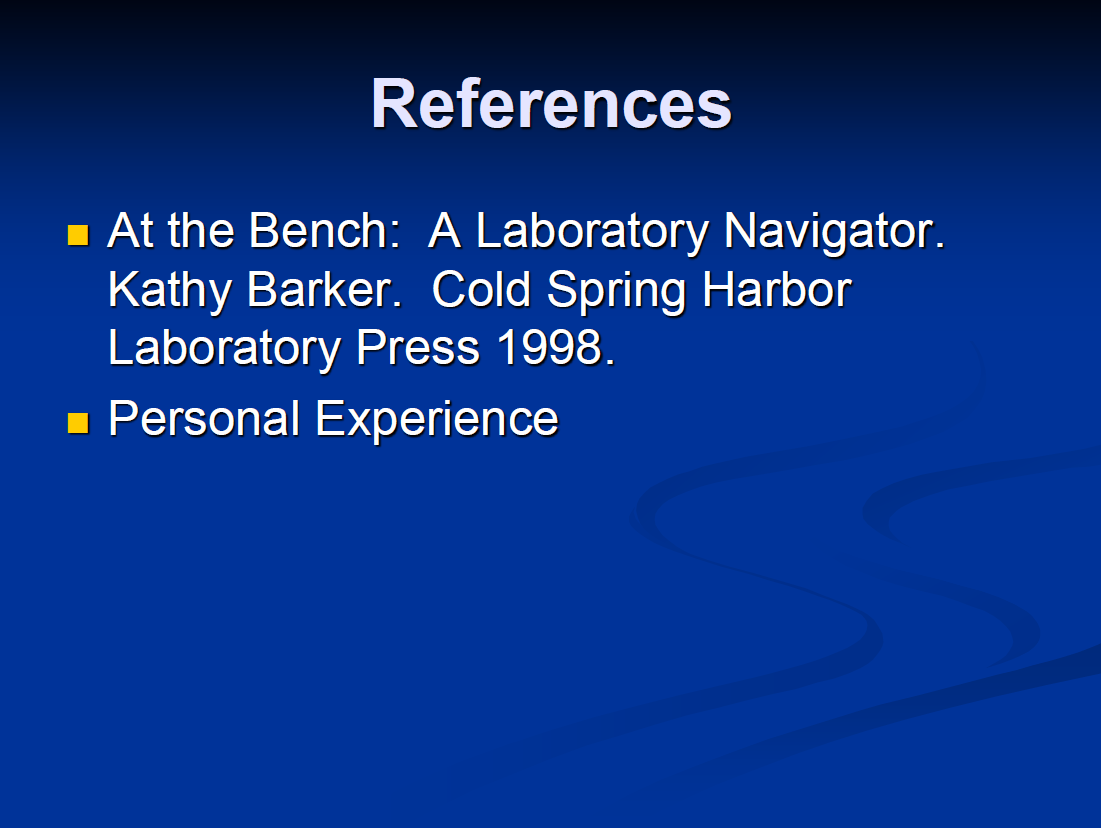 References
At the Bench:  A Laboratory Navigator.
Kathy Barker.  Cold Spring Harbor
Laboratory Press 1998.
Personal Experience